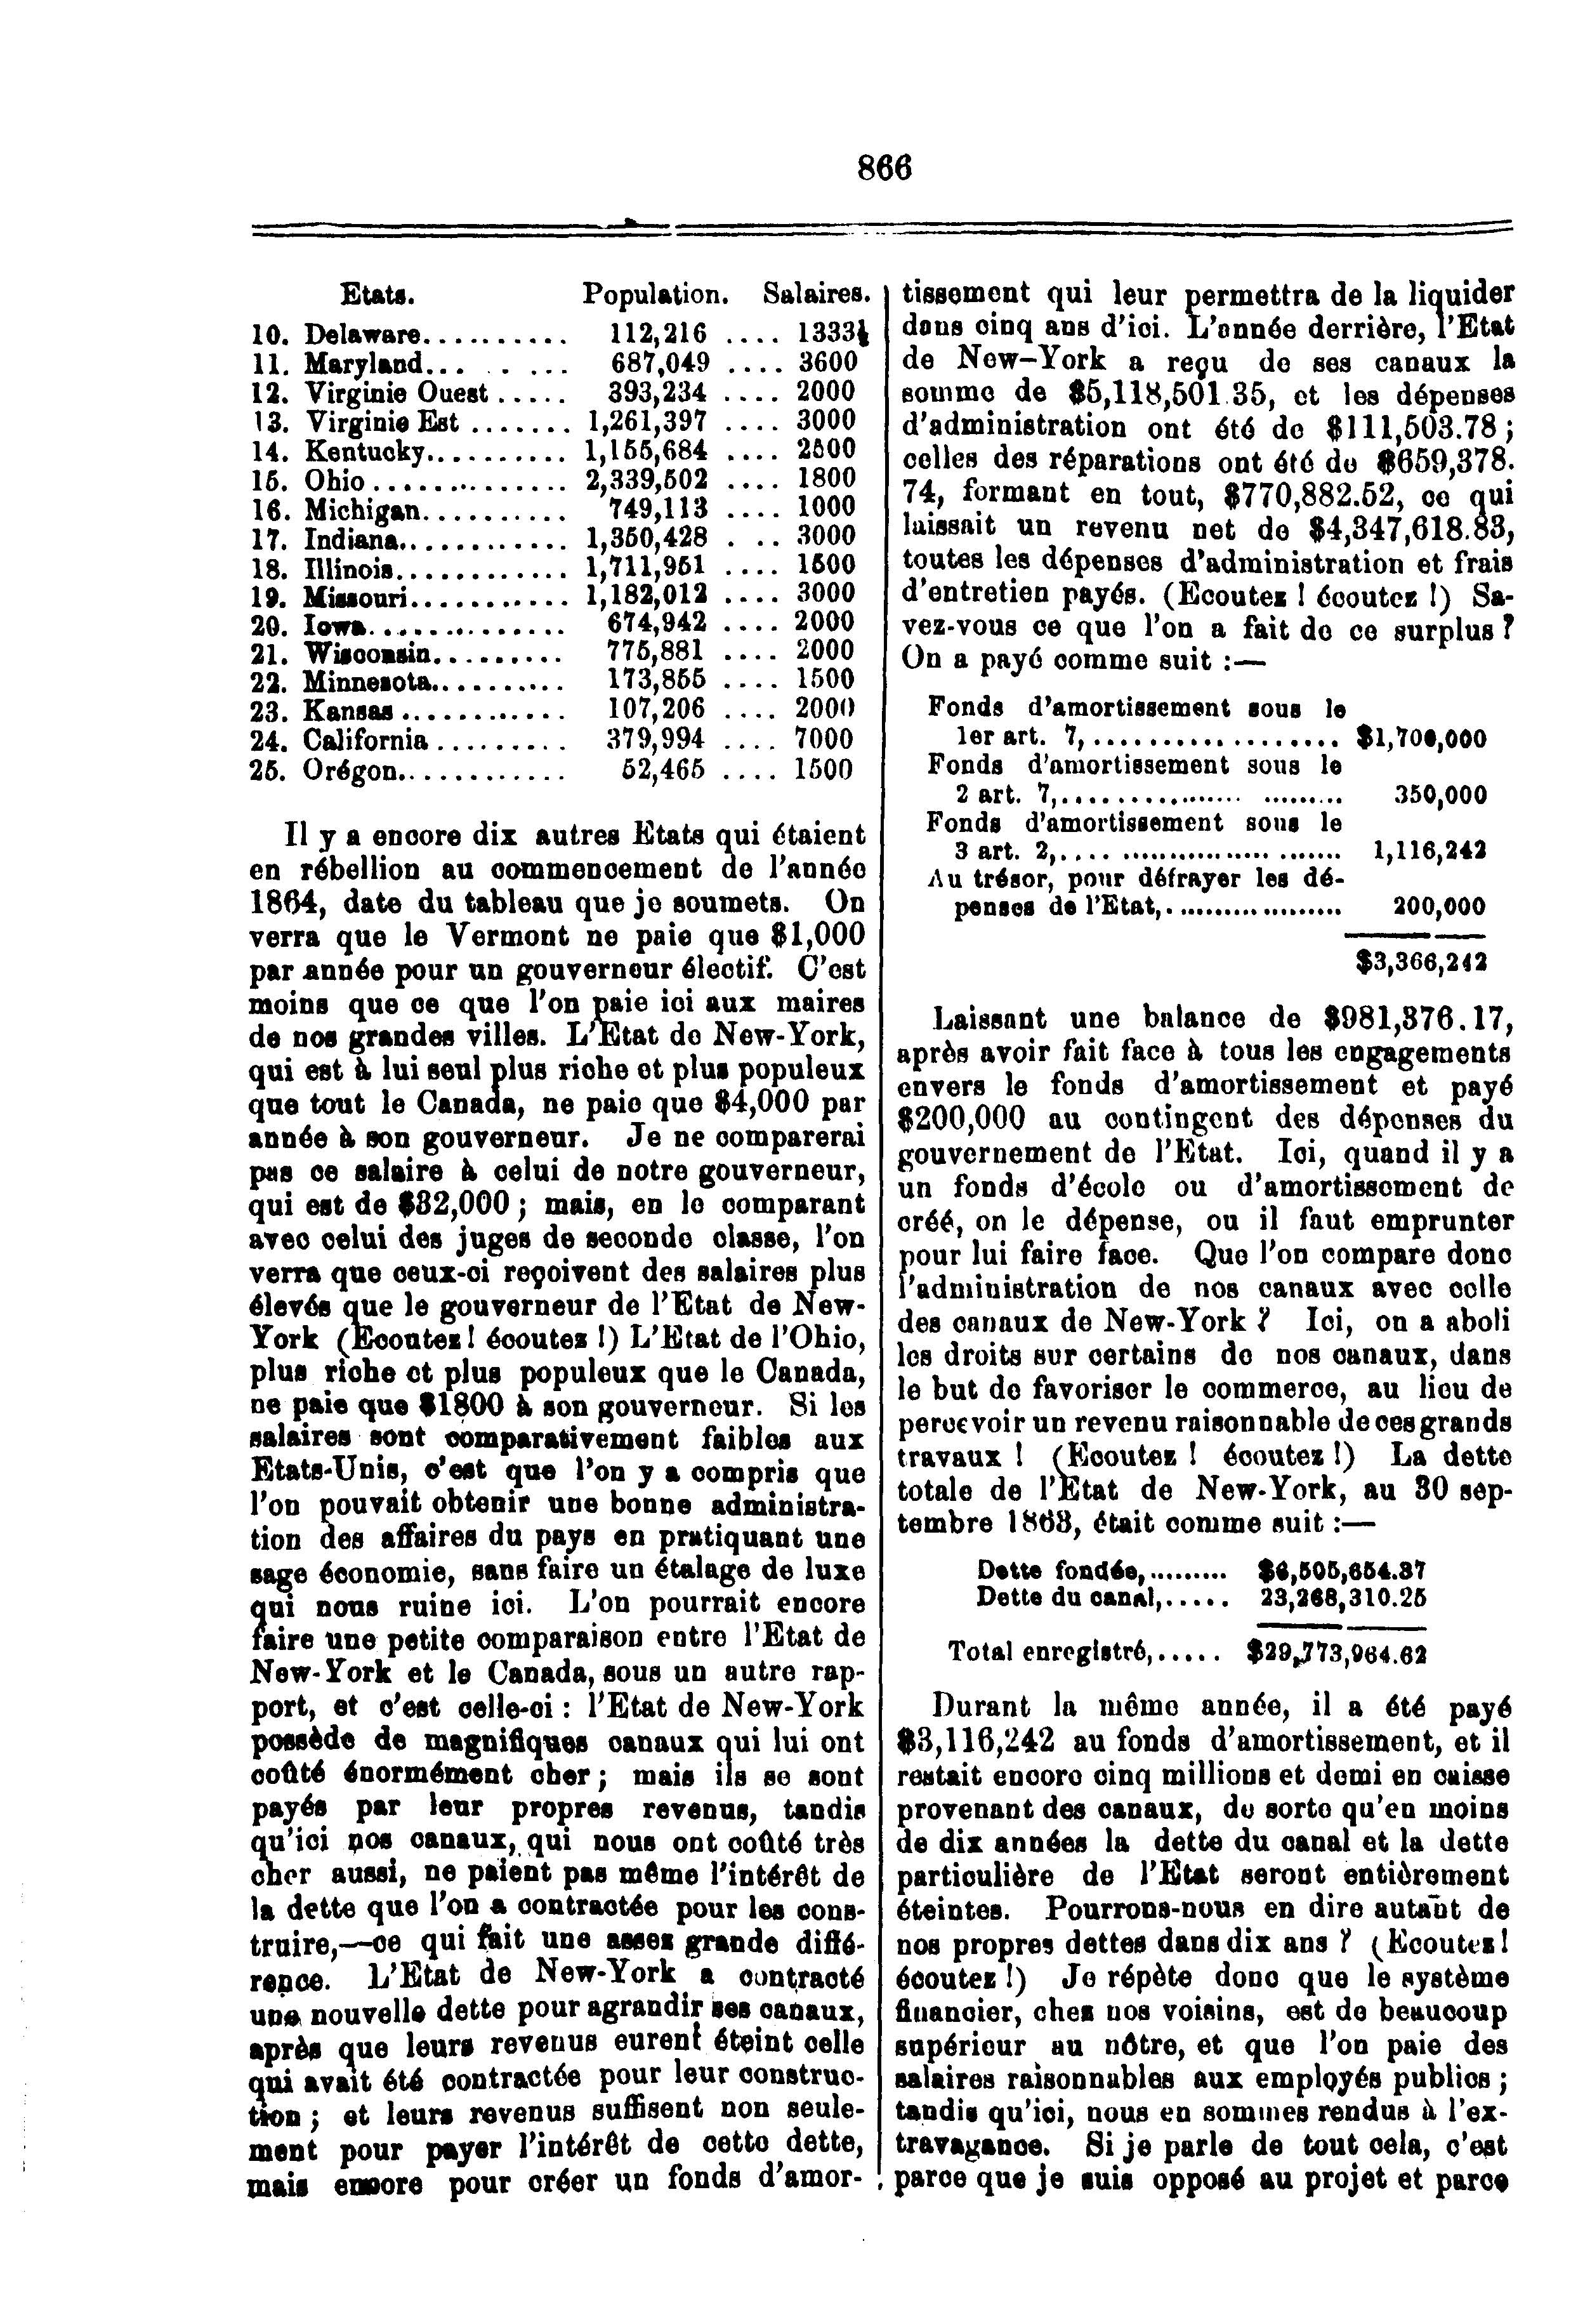 866
Etats. Population. Salaires.
10. Delaware.......... 112,216 .... 1333⅓
11. Maryland... . . ... 687,049 .... 3600
12. Virginie Ouest ..... 393,234 .... 2000
13. Virginie Est ....... 1,261,397 .... 3000
14. Kentucky.......... 1,155,684 .... 2500
15. Ohio .............. 2,339,502 .... 1800
16. Michigan.......... 749,113 .... 1000
17. Indiana............ 1,350,428 . .. 3000
18. Illinois............ 1,711,951 .... 1500
19. Missouri........... 1,182,012 .... 3000
20. Iowa.............. 674,942 .... 2000
21. Wisconsin......... 775,881 .... 2000
22. Minnesota.......... 173,855 .... 1500
23. Kansas ............ 107,206 .... 2000
24. California ......... 379,994 .... 7000
25. Orégon............ 52,465 .... 1500
Il y a encore dix autres Etats qui étaient
en rébellion au commencement de l'année
1864, date du tableau que je soumets. On
verra que le Vermont ne paie que $1,000
par année pour un gouverneur électif. C'est
moins que ce que l'on paie ici aux maires
de nos grandes villes. L'Etat de New-York,
qui est à lui seul plus riche et plus populeux
que tout le Canada, ne paie que $4,000 par
année à son gouverneur. Je ne comparerai
pas ce salaire à celui de notre gouverneur,
qui est de $32,000 ; mais, en le comparant
avec celui des juges de seconde classe, l'on
verra que ceux-ci reçoivent des salaires plus
élevés que le gouverneur de l'Etat de New-
York (Ecoutez ! écoutez !) L'Etat de l'Ohio,
plus riche et plus populeux que le Canada,
ne paie que $1800 à son gouverneur. Si les
salaires sont comparativement faibles aux
Etats-Unis, c'est que l'on y a compris que
l'on pouvait obtenir une bonne administra-
tion des affaires du pays en pratiquant une
sage économie, sans faire un étalage de luxe
qui nous ruine ici. L'on pourrait encore
faire une petite comparaison entre l'Etat de
New-York et le Canada, sous un autre rap-
port, et c'est celle-ci : l'Etat de New-York
possède de magnifiques canaux qui lui ont
coûté énormément cher ; mais ils se sont
payés par leur propres revenus, tandis
qu'ici nos canaux, qui nous ont coûté très
cher aussi, ne paient pas même l'intérêt de
la dette que l'on a contractée pour les cons-
truire,—ce qui fait une assez grande diffé-
rence. L'Etat de New-York a contracté
une nouvelle dette pour agrandir ses canaux,
après que leurs revenus eurent éteint celle
qui avait été contractée pour leur construc-
tion ; et leurs revenus suffisent non seule-
ment pour payer l'intérêt de cette dette,
mais encore pour créer un fonds d'amor-
tissement qui leur permettra de la liquider
dans cinq ans d'ici. L'année derrière, l'Etat
de New-York a reçu de ses canaux la
somme de $5,118,501.35, et les dépenses
d'administration ont été de $111,503.78 ;
celles des réparations ont été de $659,378.
74, formant en tout, $770,882.52, ce qui
laissait un revenu net de $4,347,618.83,
toutes les dépenses d'administration et frais
d'entretien payés. (Ecoutez ! écoutez !) Sa-
vez-vous ce que l'on a fait de ce surplus ?
On a payé comme suit :—
Fonds d'amortissement sous le
1er art. 7,.................... $1,700,000
Fonds d'amortissement sous le
2 art. 7,................. ......... 350,000
Fonds d'amortissement sous le
3 art. 2,.... ................ ....... 1,116,242
Au trésor, pour défrayer les dé-
penses de l'Etat,................... 200,000
$3,366,242
Laissant une balance de $981,376.17,
après avoir fait face à tous les engagements
envers le fonds d'amortissement et payé
$200,000 au contingent des dépenses du
gouvernement de l'Etat. Ici, quand il y a
un fonds d'école ou d'amortissement de
créé, on le dépense, ou il faut emprunter
pour lui faire face. Que l'on compare donc
l'administration de nos canaux avec celle
des canaux de New-York ? Ici, on a aboli
les droits sur certains de nos canaux, dans
le but de favoriser le commerce, au lieu de
percevoir un revenu raisonnable de ces grands
travaux ! (Ecoutez ! écoutez !) La dette
totale de l'Etat de New-York, au 30 sep-
tembre 1863, était comme suit :—
Dette fondée,......... $6,505,654.37
Dette du canal,..... 23,268,310.25
Total enregistré,..... $29,773,964.62
Durant la même année, il a été payé
$3,116,242 au fonds d'amortissement, et il
restait encore cinq millions et demi en caisse
provenant des canaux, de sorte qu'en moins
de dix années la dette du canal et la dette
particulière de l'Etat seront entièrement
éteintes. Pourrons-nous en dire autant de
nos propres dettes dans dix ans ? (Ecoutez !
écoutez !) Je répète donc que le système
financier, chez nos voisins, est de beaucoup
supérieur au nôtre, et que l'on paie des
salaires raisonnables aux employés publics ;
tandis qu'ici, nous en sommes rendus à l'ex-
travagance. Si je parle de tout cela, c'est
parce que je suis opposé au projet et parce